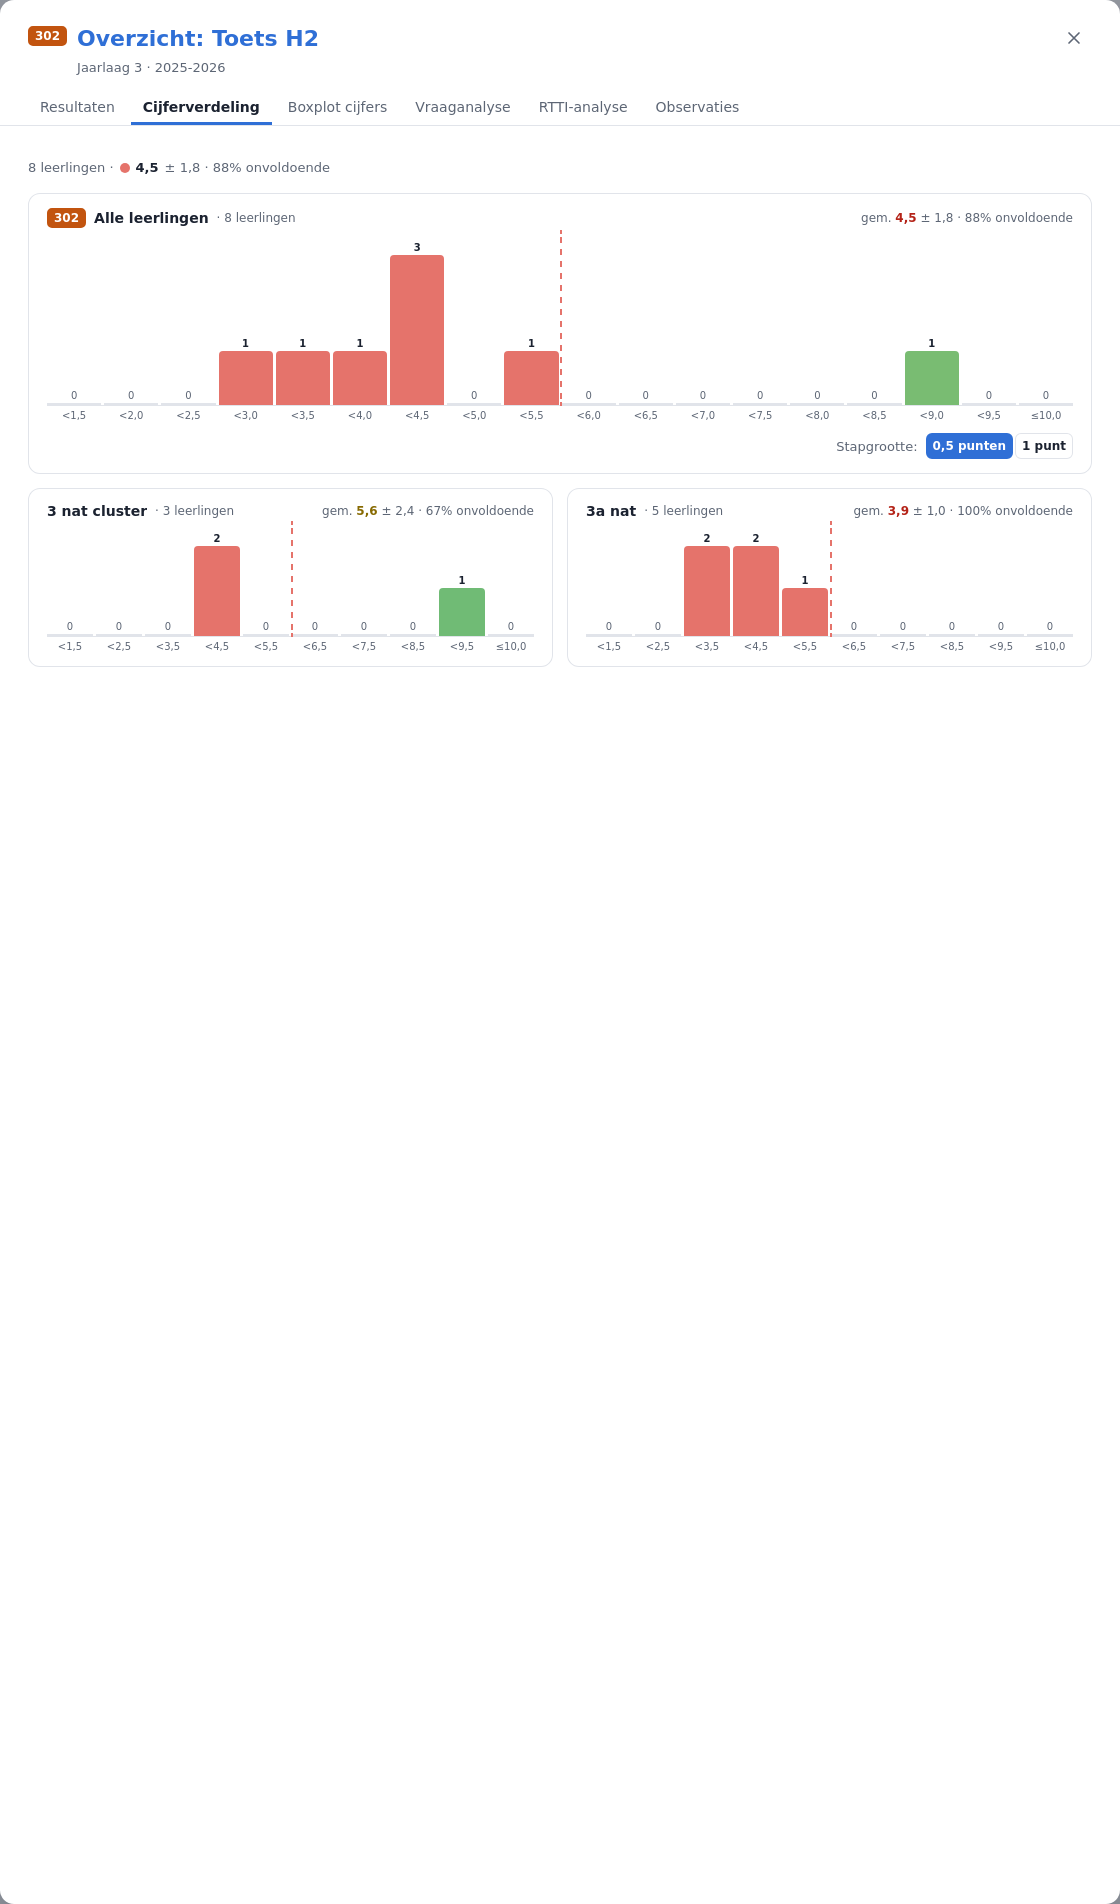 302 Overzicht: Toets H2
Jaarlaag 3 · 2025-2026
Resultaten Cijferverdeling Boxplot cijfers Vraaganalyse RTTI-analyse Observaties
8 leerlingen · 4,5 ± 1,8 · 88% onvoldoende
302 Alle leerlingen · 8 leerlingen gem. 4,5 ± 1,8 · 88% onvoldoende
3
1 1 1 1 1
0 0 0 0 0 0 0 0 0 0 0 0
<1,5 <2,0 <2,5 <3,0 <3,5 <4,0 <4,5 <5,0 <5,5 <6,0 <6,5 <7,0 <7,5 <8,0 <8,5 <9,0 <9,5 ≤10,0
Stapgrootte: 0,5 punten 1 punt
3 nat cluster · 3 leerlingen gem. 5,6 ± 2,4 · 67% onvoldoende
2
1
0 0 0 0 0 0 0 0
<1,5 <2,5 <3,5 <4,5 <5,5 <6,5 <7,5 <8,5 <9,5 ≤10,0
3a nat · 5 leerlingen gem. 3,9 ± 1,0 · 100% onvoldoende
2 2
1
0 0 0 0 0 0 0
<1,5 <2,5 <3,5 <4,5 <5,5 <6,5 <7,5 <8,5 <9,5 ≤10,0